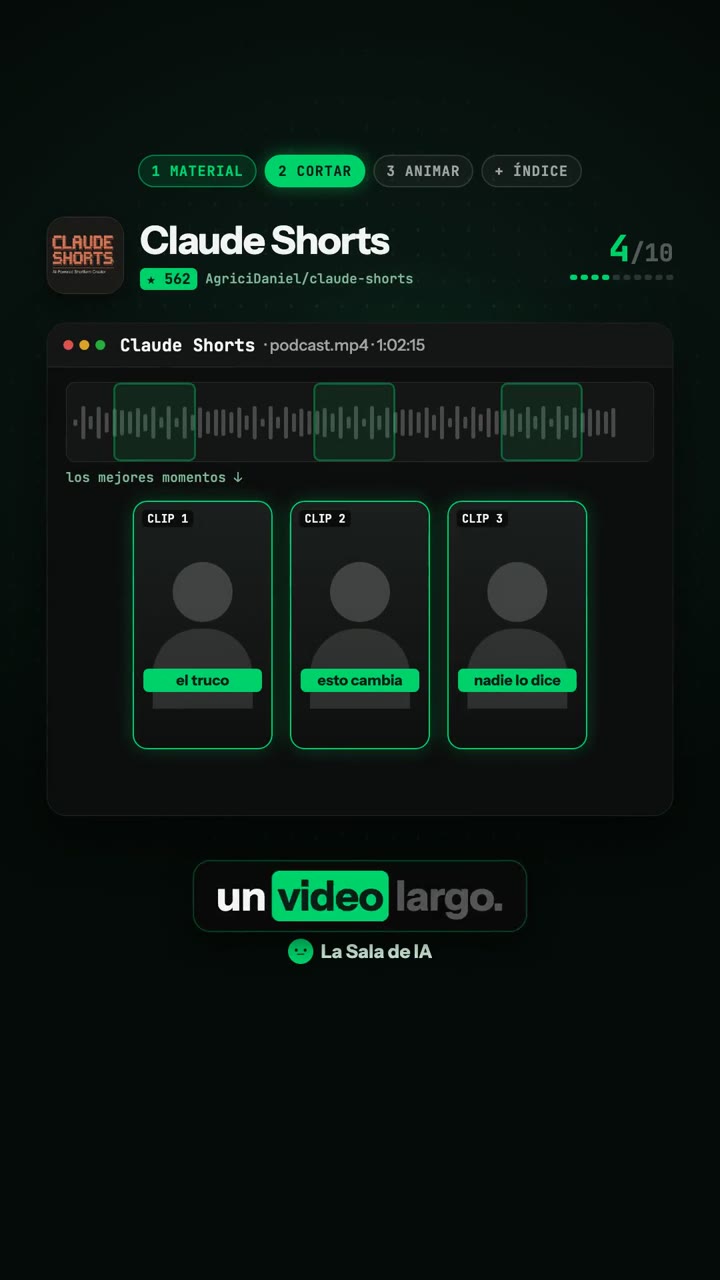 1 MATERIAL 2 CORTAR 3 ANIMAR + ÍNDICE
CLAUDE SHORTS
Claude Shorts
★ 562 AgriciDaniel/claude-shorts
4/10
Claude Shorts · podcast.mp4 · 1:02:15
los mejores momentos ↓
CLIP 1 CLIP 2 CLIP 3
el truco esto cambia nadie lo dice
un video largo.
La Sala de IA